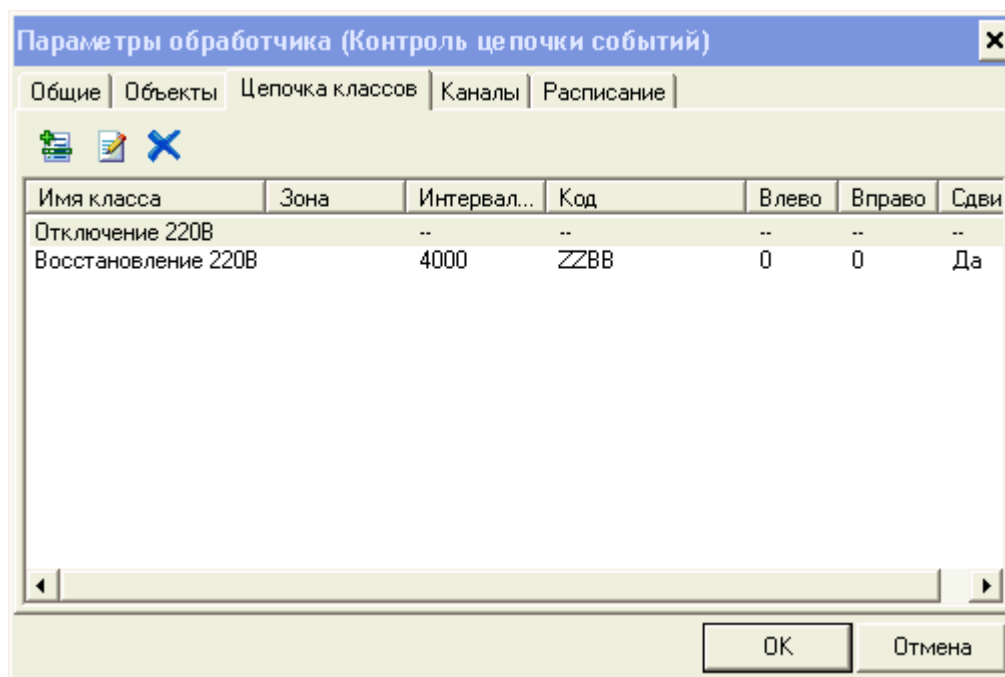 Параметры обработчика (Контроль цепочки событий)
Общие Объекты Цепочка классов Каналы Расписание
Имя класса Зона Интервал... Код Влево Вправо Сдви
Отключение 220В -- -- -- -- --
Восстановление 220В 4000 ZZBB 0 0 Да
OK Отмена